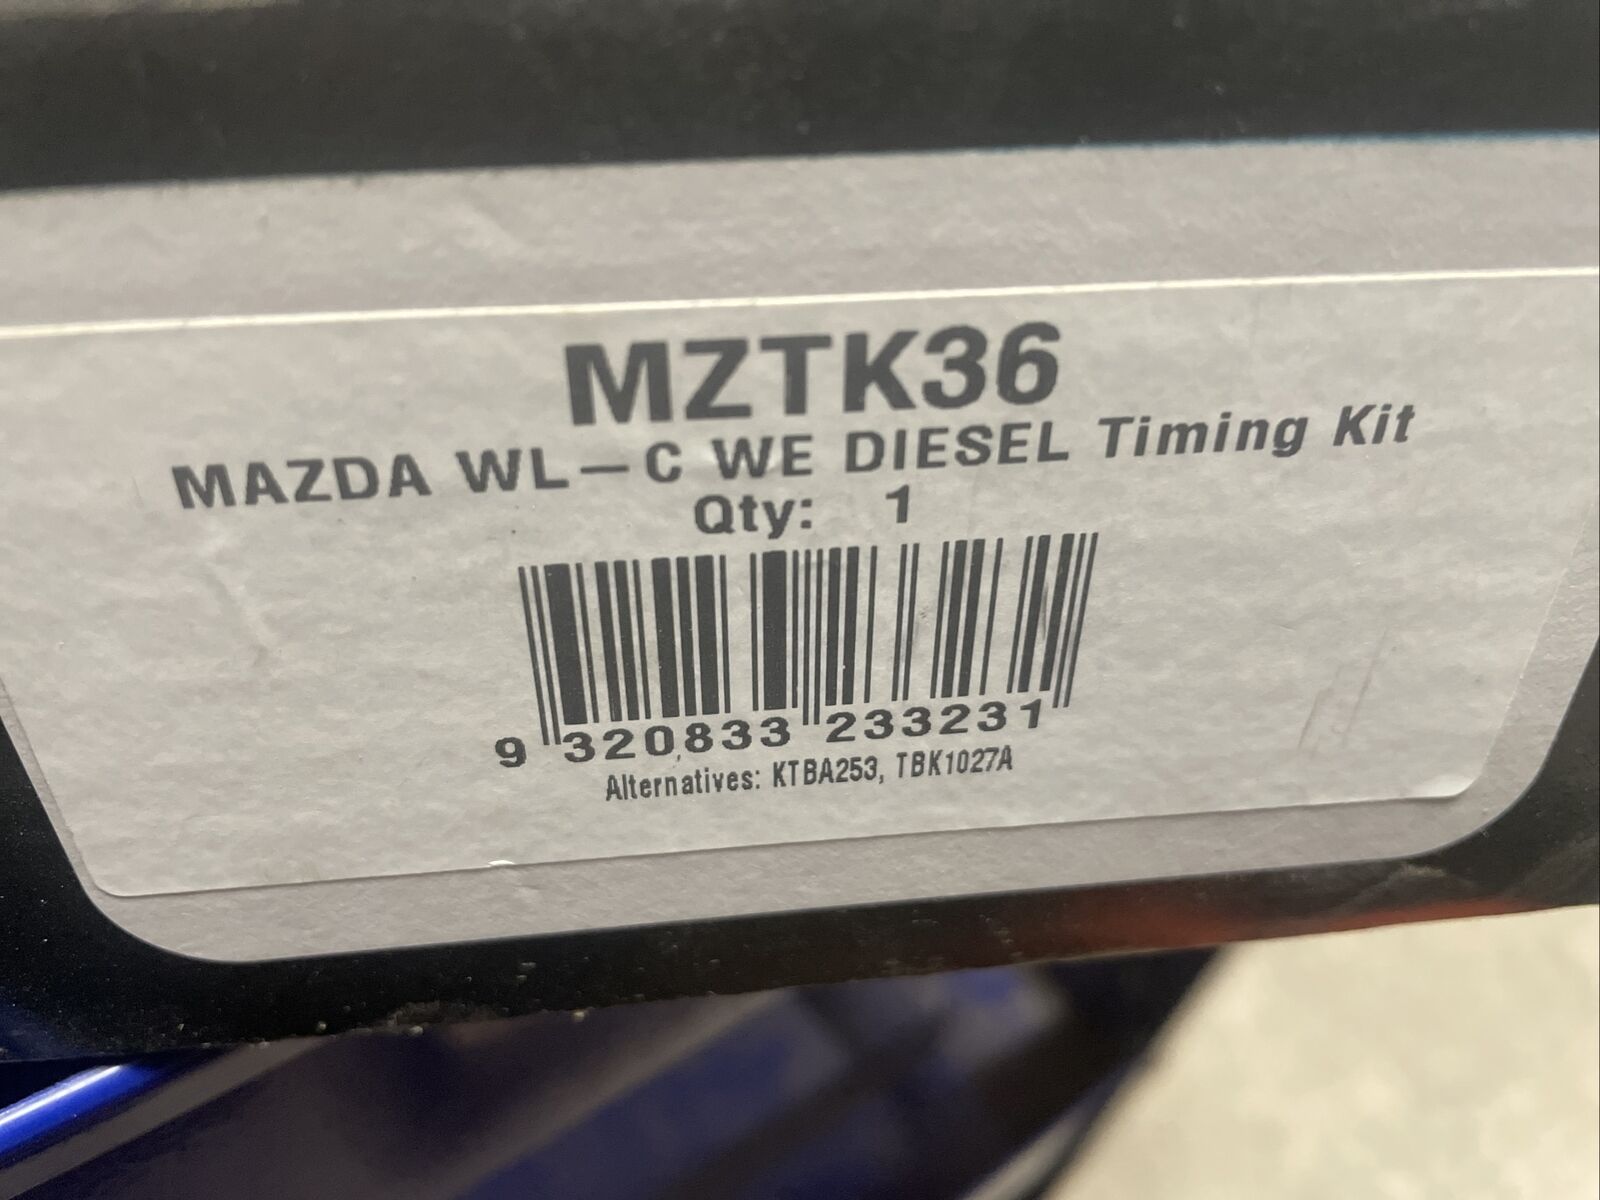 MZTK36
MAZDA WL-C WE DIESEL Timing Kit
Qty: 1
9 320833 233231
Alternatives: KTBA253, TBK1027A